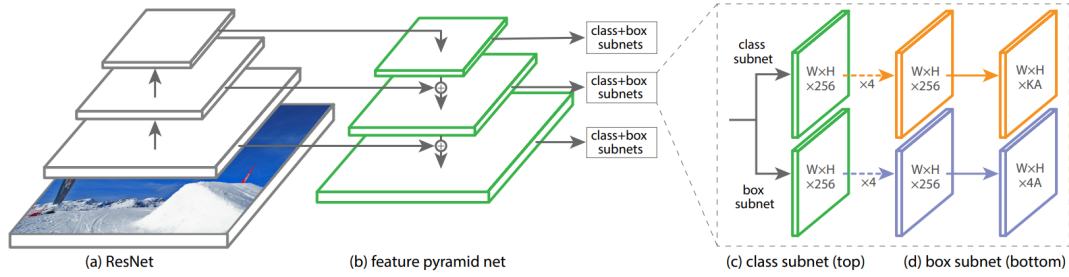 class+box
subnets
class+box
subnets
class+box
subnets
class
subnet
W×H
×256
×4
W×H
×256
W×H
×KA
box
subnet
W×H
×256
×4
W×H
×256
W×H
×4A
(a) ResNet
(b) feature pyramid net
(c) class subnet (top)
(d) box subnet (bottom)